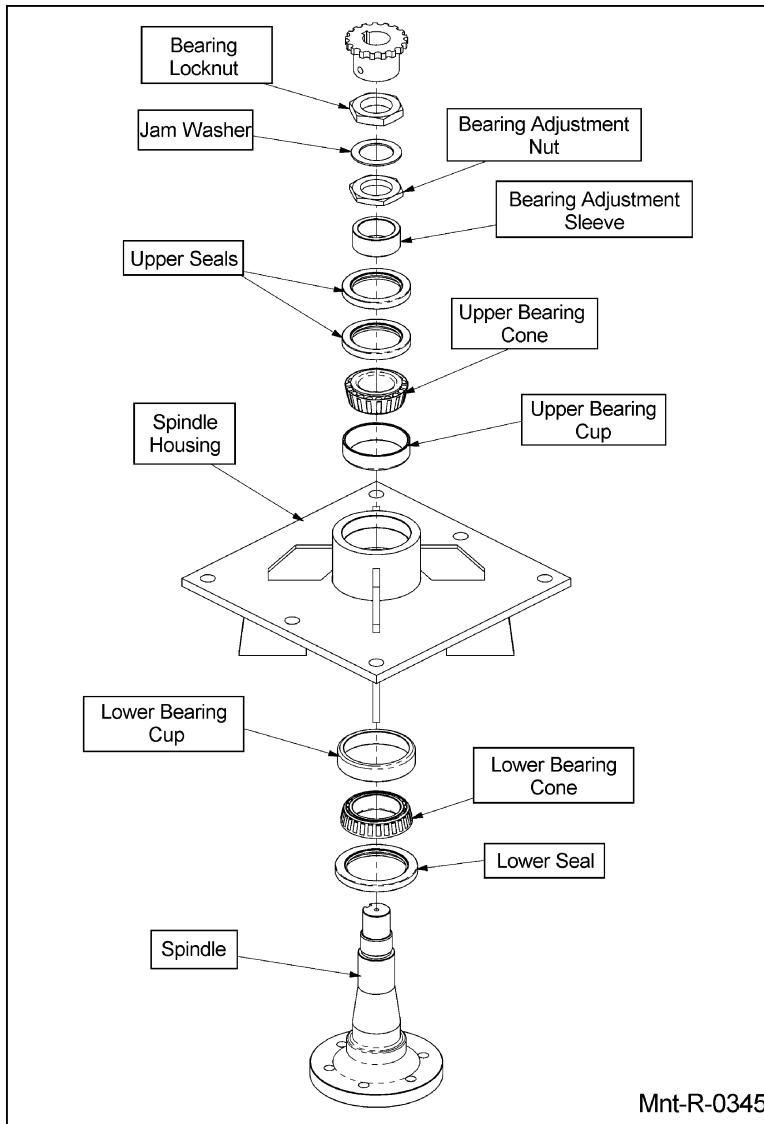 Bearing
Locknut
Jam Washer
Bearing Adjustment
Nut
Bearing Adjustment
Sleeve
Upper Seals
Upper Bearing
Cone
Upper Bearing
Cup
Spindle
Housing
Lower Bearing
Cup
Lower Bearing
Cone
Lower Seal
Spindle
Mnt-R-0345